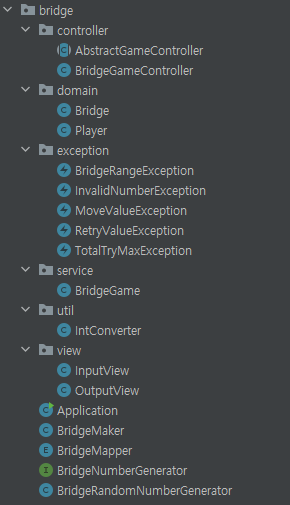 bridge
controller
AbstractGameController
BridgeGameController
domain
Bridge
Player
exception
BridgeRangeException
InvalidNumberException
MoveValueException
RetryValueException
TotalTryMaxException
service
BridgeGame
util
IntConverter
view
InputView
OutputView
Application
BridgeMaker
BridgeMapper
BridgeNumberGenerator
BridgeRandomNumberGenerator